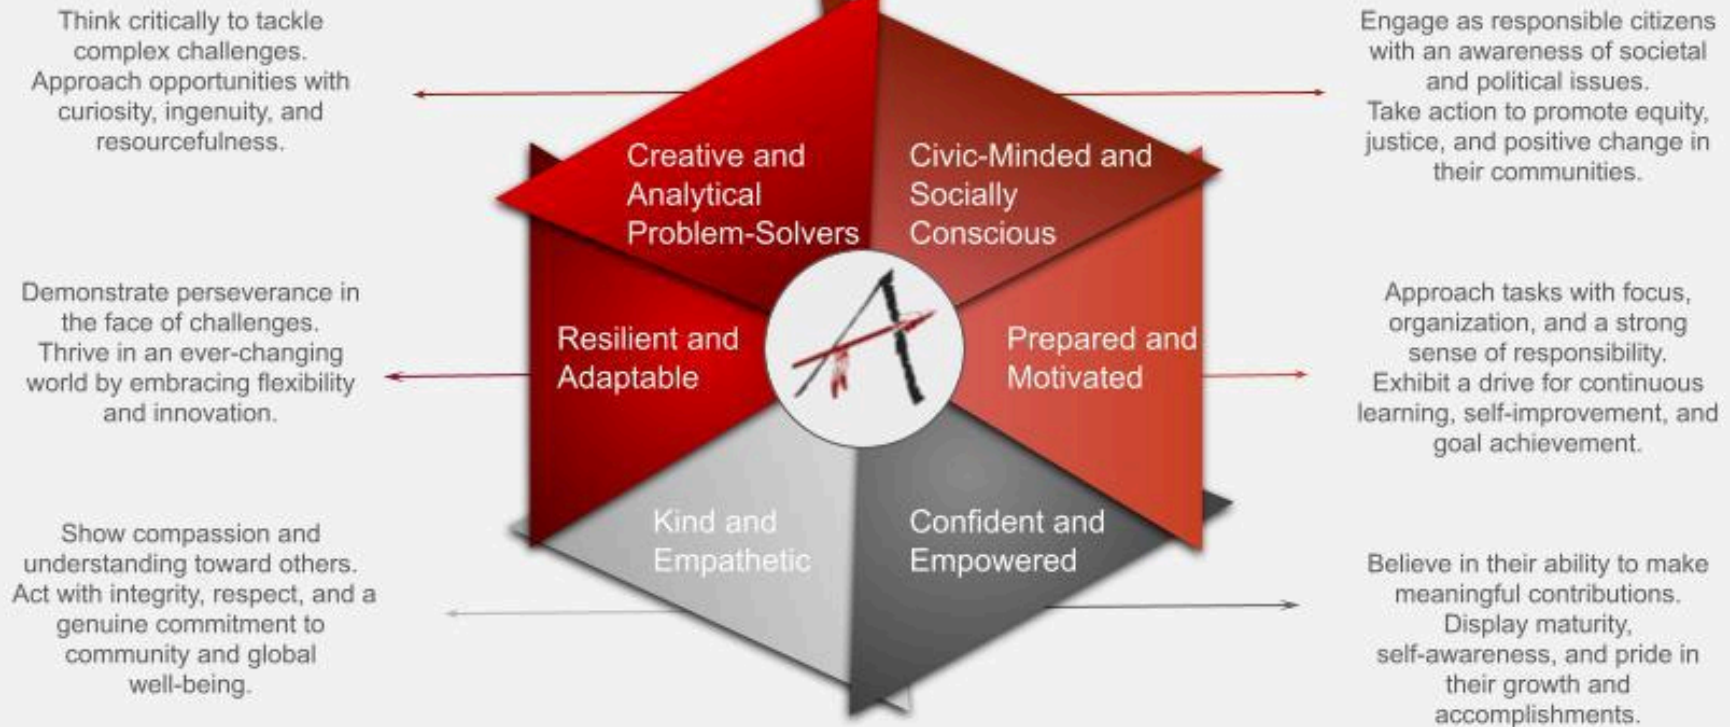 Think critically to tackle
complex challenges.
Approach opportunities with
curiosity, ingenuity, and
resourcefulness.
Engage as responsible citizens
with an awareness of societal
and political issues.
Take action to promote equity,
justice, and positive change in
their communities.
Creative and
Analytical
Problem-Solvers
Civic-Minded and
Socially
Conscious
Demonstrate perseverance in
the face of challenges.
Thrive in an ever-changing
world by embracing flexibility
and innovation.
Resilient and
Adaptable
Prepared and
Motivated
Approach tasks with focus,
organization, and a strong
sense of responsibility.
Exhibit a drive for continuous
learning, self-improvement, and
goal achievement.
Show compassion and
understanding toward others.
Act with integrity, respect, and a
genuine commitment to
community and global
well-being.
Kind and
Empathetic
Confident and
Empowered
Believe in their ability to make
meaningful contributions.
Display maturity,
self-awareness, and pride in
their growth and
accomplishments.